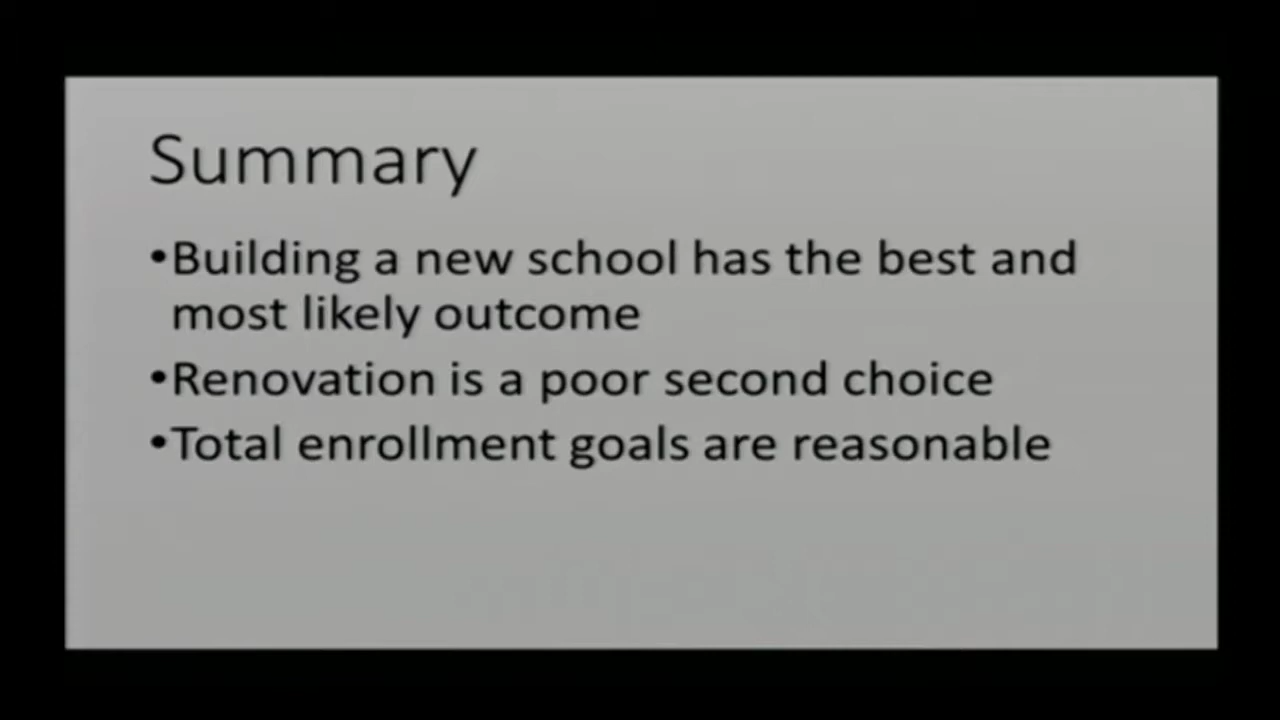 Summary
•Building a new school has the best and
most likely outcome
•Renovation is a poor second choice
•Total enrollment goals are reasonable